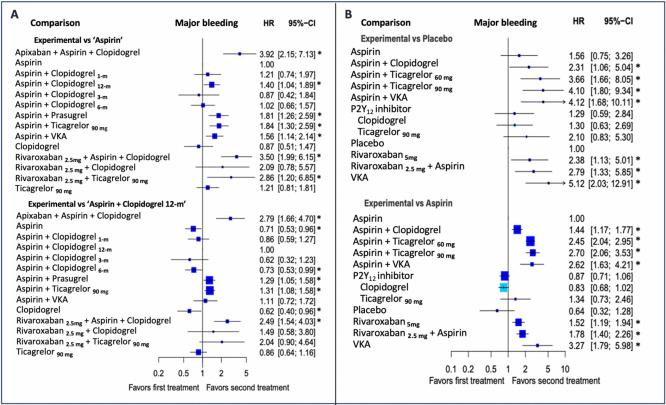 A
Comparison Major bleeding HR 95%-CI
Experimental vs 'Aspirin'
Apixaban + Aspirin + Clopidogrel 3.92 [2.15; 7.13] *
Aspirin 1.00
Aspirin + Clopidogrel 1-m 1.21 [0.74; 1.97]
Aspirin + Clopidogrel 12-m 1.40 [1.04; 1.89] *
Aspirin + Clopidogrel 3-m 0.87 [0.42; 1.84]
Aspirin + Clopidogrel 6-m 1.02 [0.66; 1.57]
Aspirin + Prasugrel 1.81 [1.26; 2.59] *
Aspirin + Ticagrelor 90 mg 1.84 [1.30; 2.59] *
Aspirin + VKA 1.56 [1.14; 2.14] *
Clopidogrel 0.87 [0.51; 1.47]
Rivaroxaban 2.5mg + Aspirin + Clopidogrel 3.50 [1.99; 6.15] *
Rivaroxaban 2.5mg + Clopidogrel 2.09 [0.78; 5.57]
Rivaroxaban 2.5mg + Ticagrelor 90 mg 2.86 [1.20; 6.85] *
Ticagrelor 90 mg 1.21 [0.81; 1.81]
Experimental vs 'Aspirin + Clopidogrel 12-m'
Apixaban + Aspirin + Clopidogrel 2.79 [1.66; 4.70] *
Aspirin 0.71 [0.53; 0.96] *
Aspirin + Clopidogrel 1-m 0.86 [0.59; 1.27]
Aspirin + Clopidogrel 12-m 1.00
Aspirin + Clopidogrel 3-m 0.62 [0.32; 1.23]
Aspirin + Clopidogrel 6-m 0.73 [0.53; 0.99] *
Aspirin + Prasugrel 1.29 [1.05; 1.58] *
Aspirin + Ticagrelor 90 mg 1.31 [1.08; 1.58] *
Aspirin + VKA 1.11 [0.72; 1.72]
Clopidogrel 0.62 [0.40; 0.96] *
Rivaroxaban 2.5mg + Aspirin + Clopidogrel 2.49 [1.54; 4.03] *
Rivaroxaban 2.5mg + Clopidogrel 1.49 [0.58; 3.80]
Rivaroxaban 2.5mg + Ticagrelor 90 mg 2.04 [0.90; 4.64]
Ticagrelor 90 mg 0.86 [0.64; 1.16]
0.2 0.5 1 2 5
Favors first treatment Favors second treatment
B
Comparison Major bleeding HR 95%-CI
Experimental vs Placebo
Aspirin 1.56 [0.75; 3.26]
Aspirin + Clopidogrel 2.31 [1.06; 5.04] *
Aspirin + Ticagrelor 60 mg 3.66 [1.66; 8.05] *
Aspirin + Ticagrelor 90 mg 4.10 [1.80; 9.34] *
Aspirin + VKA 4.12 [1.68; 10.11] *
P2Y12 inhibitor 1.29 [0.59; 2.84]
Clopidogrel 1.30 [0.63; 2.69]
Ticagrelor 90 mg 2.10 [0.83; 5.30]
Placebo 1.00
Rivaroxaban 5mg 2.38 [1.13; 5.01] *
Rivaroxaban 2.5 mg + Aspirin 2.79 [1.33; 5.85] *
VKA 5.12 [2.03; 12.91] *
Experimental vs Aspirin
Aspirin 1.00
Aspirin + Clopidogrel 1.44 [1.17; 1.77] *
Aspirin + Ticagrelor 60 mg 2.45 [2.04; 2.95] *
Aspirin + Ticagrelor 90 mg 2.70 [2.06; 3.53] *
Aspirin + VKA 2.62 [1.63; 4.21] *
P2Y12 inhibitor 0.87 [0.71; 1.06]
Clopidogrel 0.83 [0.68; 1.02]
Ticagrelor 90 mg 1.34 [0.73; 2.46]
Placebo 0.64 [0.32; 1.28]
Rivaroxaban 5mg 1.52 [1.19; 1.94] *
Rivaroxaban 2.5 mg + Aspirin 1.78 [1.40; 2.26] *
VKA 3.27 [1.79; 5.98] *
0.1 0.2 0.5 1 2 5 10
Favors first treatment Favors second treatment